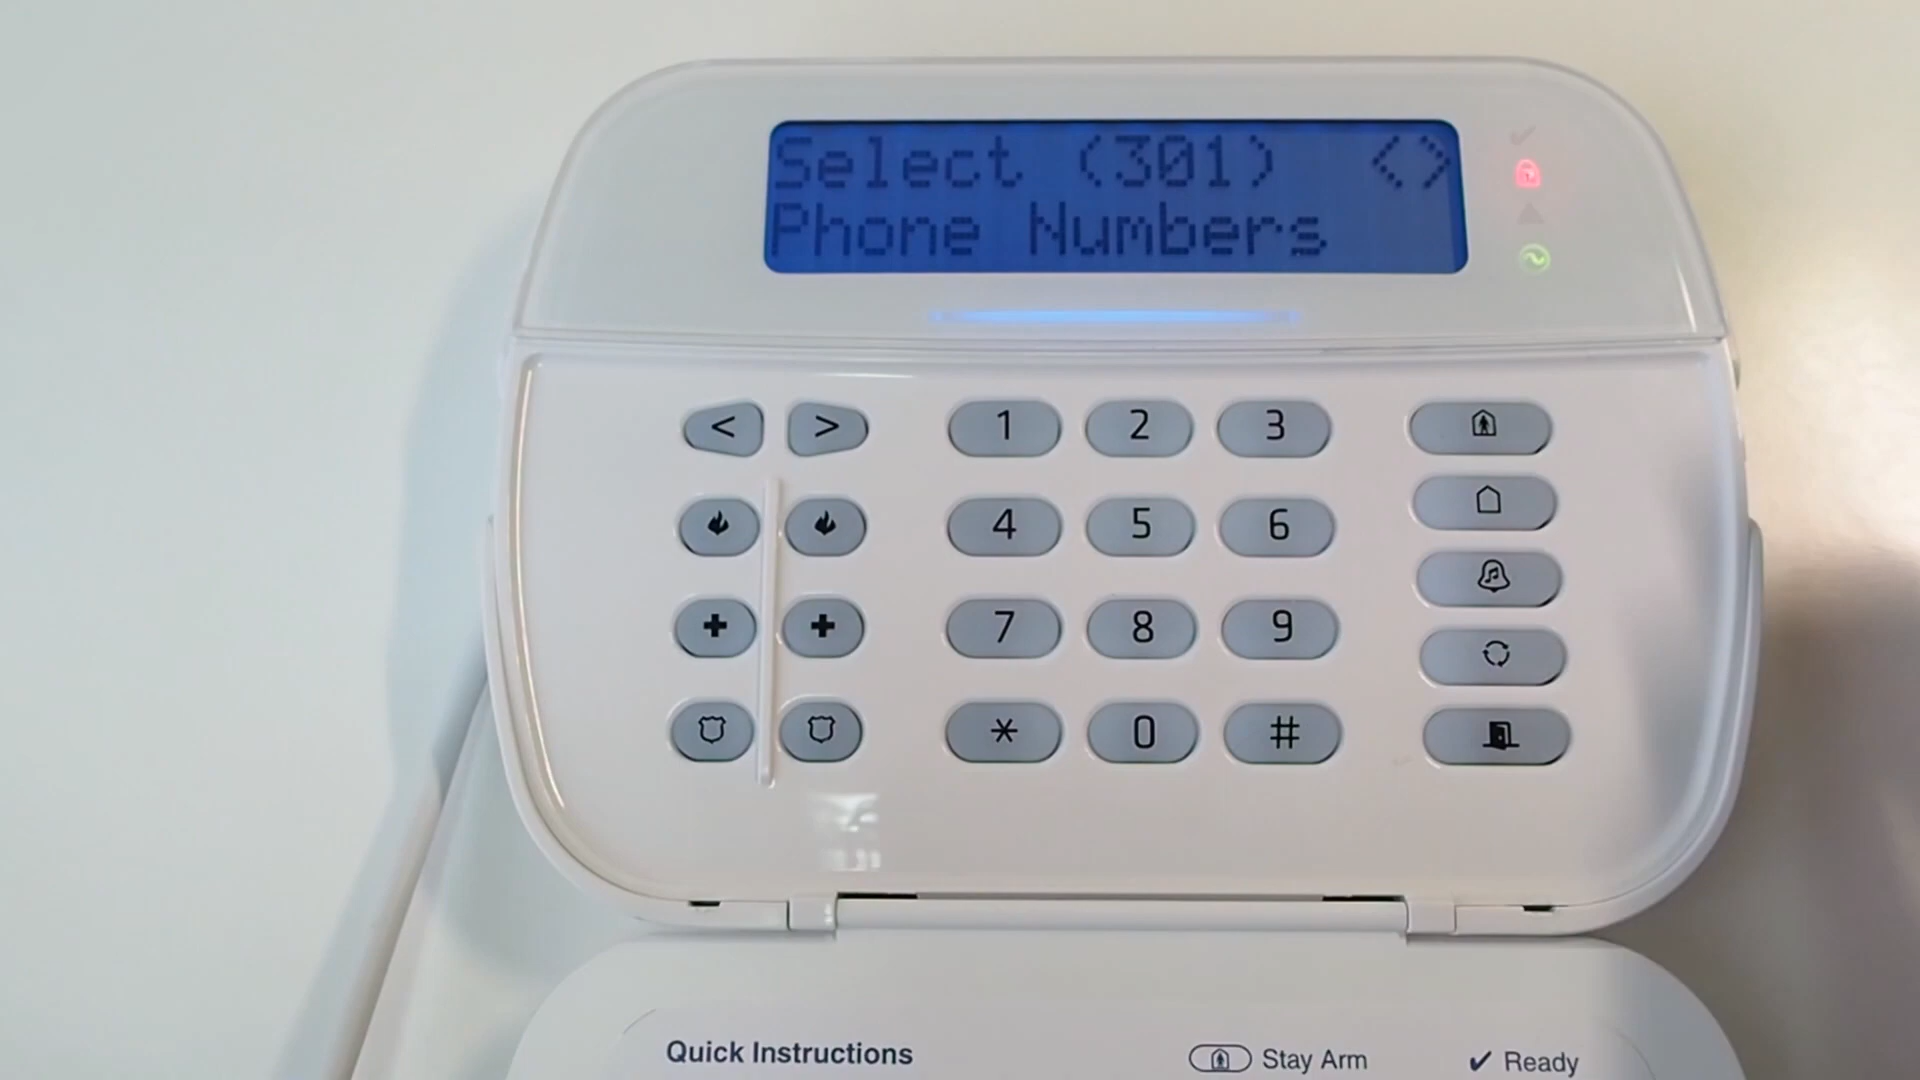 Select (301) <>
Phone Numbers
< > 1 2 3
4 5 6
7 8 9
* 0 #
Quick Instructions
Stay Arm
✔ Ready